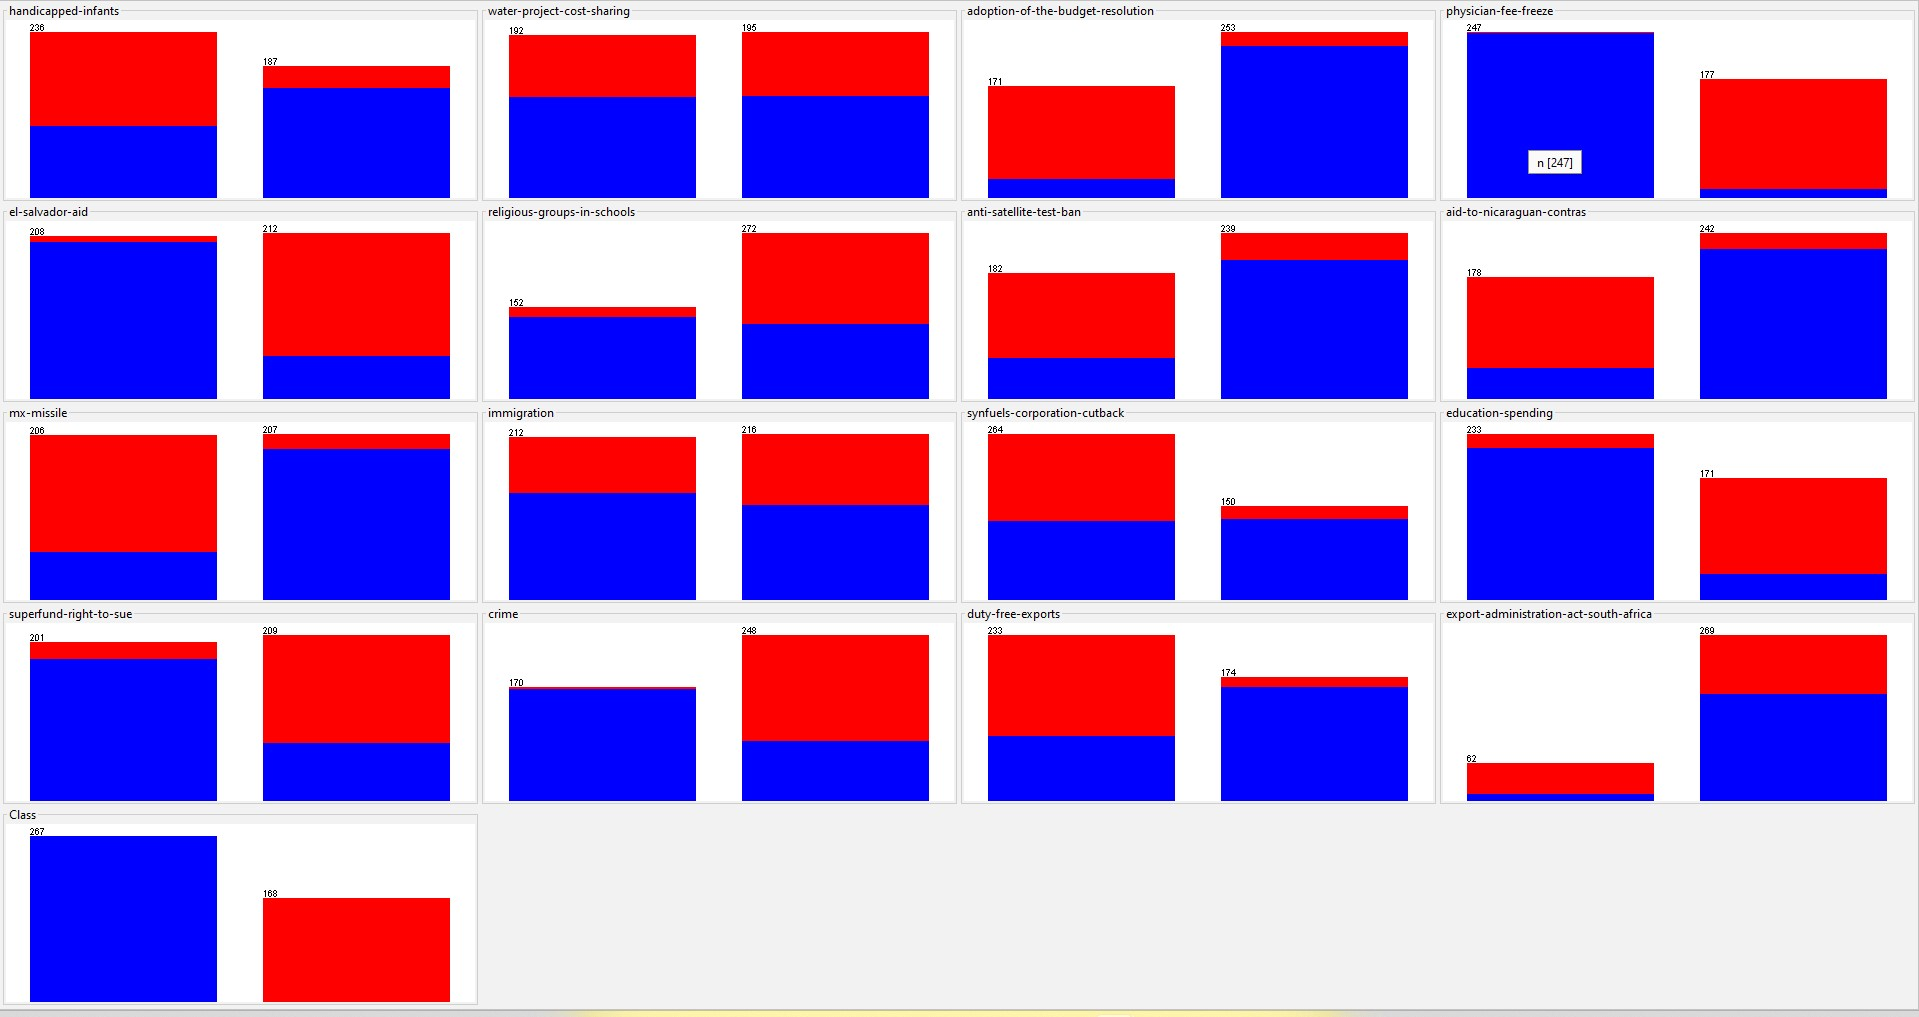 handicapped-infants
236
187
water-project-cost-sharing
192
195
adoption-of-the-budget-resolution
171
253
physician-fee-freeze
247
177
n [247]
el-salvador-aid
208
212
religious-groups-in-schools
152
272
anti-satellite-test-ban
182
239
aid-to-nicaraguan-contras
178
242
mx-missile
206
207
immigration
212
216
synfuels-corporation-cutback
264
150
education-spending
233
171
superfund-right-to-sue
201
209
crime
170
248
duty-free-exports
233
174
export-administration-act-south-africa
62
269
Class
267
168